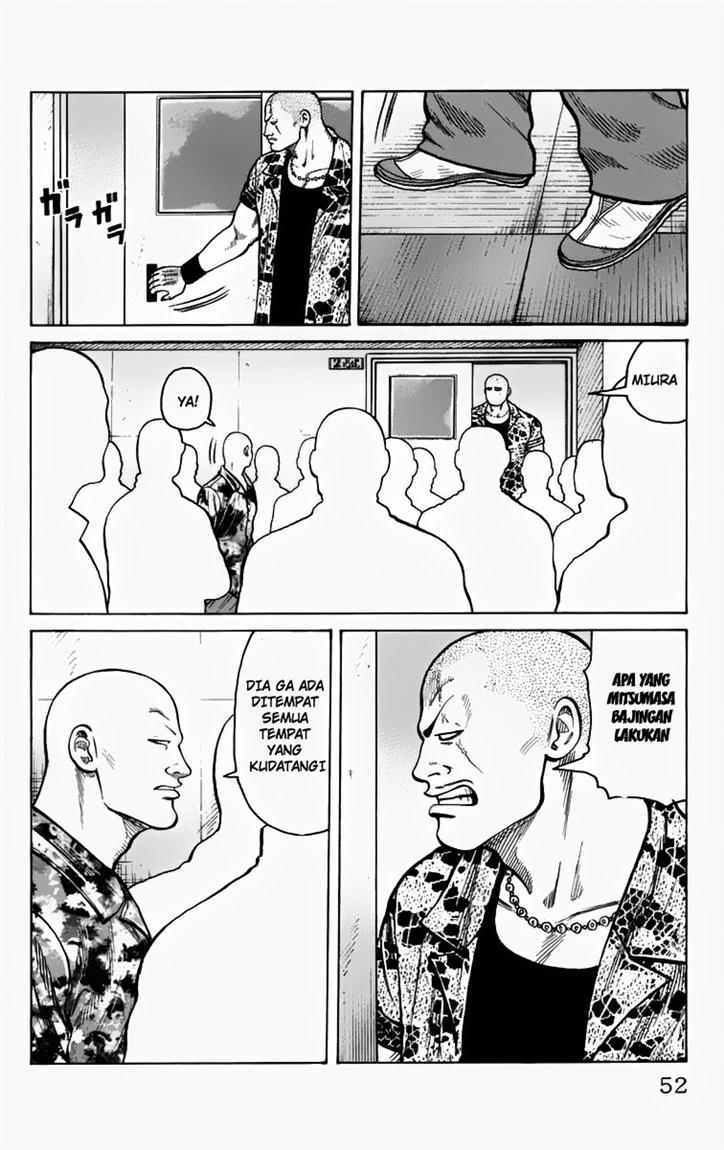 ガラガラ
MIURA
YA!
APA YANG
MITSUMASA
BAJINGAN
LAKUKAN
DIA GA ADA
DITEMPAT
SEMUA
TEMPAT
YANG
KUDATANGI
52